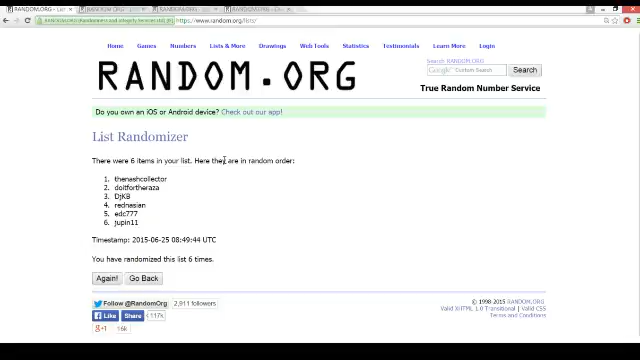 RANDOM.ORG - List
https://www.random.org/lists/
Home Games Numbers Lists & More Drawings Web Tools Statistics Testimonials Learn More Login
RANDOM.ORG
Search RANDOM.ORG
Google Custom Search Search
True Random Number Service
Do you own an iOS or Android device? Check out our app!
List Randomizer
There were 6 items in your list. Here they are in random order:
1. thenashcollector
2. doitfortheraza
3. DjKB
4. rednasian
5. edc777
6. jupin11
Timestamp: 2015-06-25 08:49:44 UTC
You have randomized this list 6 times.
Again! Go Back
Follow @RandomOrg 2,911 followers
Like Share 117k
g+1 16k
© 1998-2015 RANDOM.ORG
Valid XHTML 1.0 Transitional | Valid CSS
Terms and Conditions